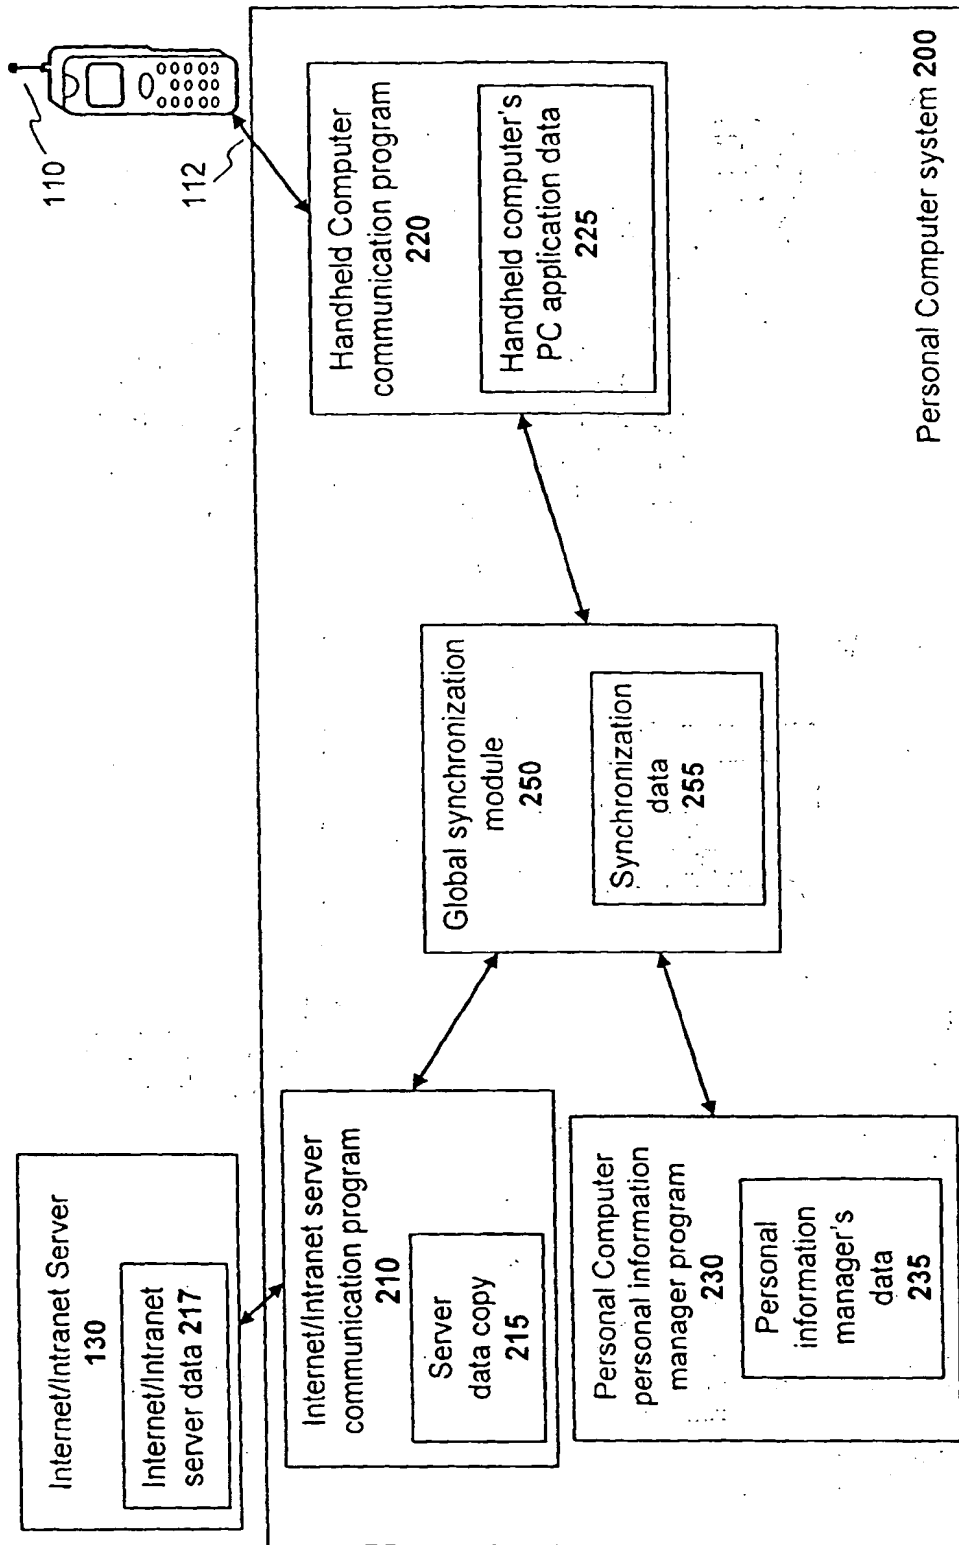 Internet/Intranet Server
130
Internet/Intranet
server data 217
110
112
Internet/Intranet server
communication program
210
Server
data copy
215
Global synchronization
module
250
Synchronization
data
255
Handheld Computer
communication program
220
Handheld computer's
PC application data
225
Personal Computer
personal information
manager program
230
Personal
information
manager's
data
235
Personal Computer system 200